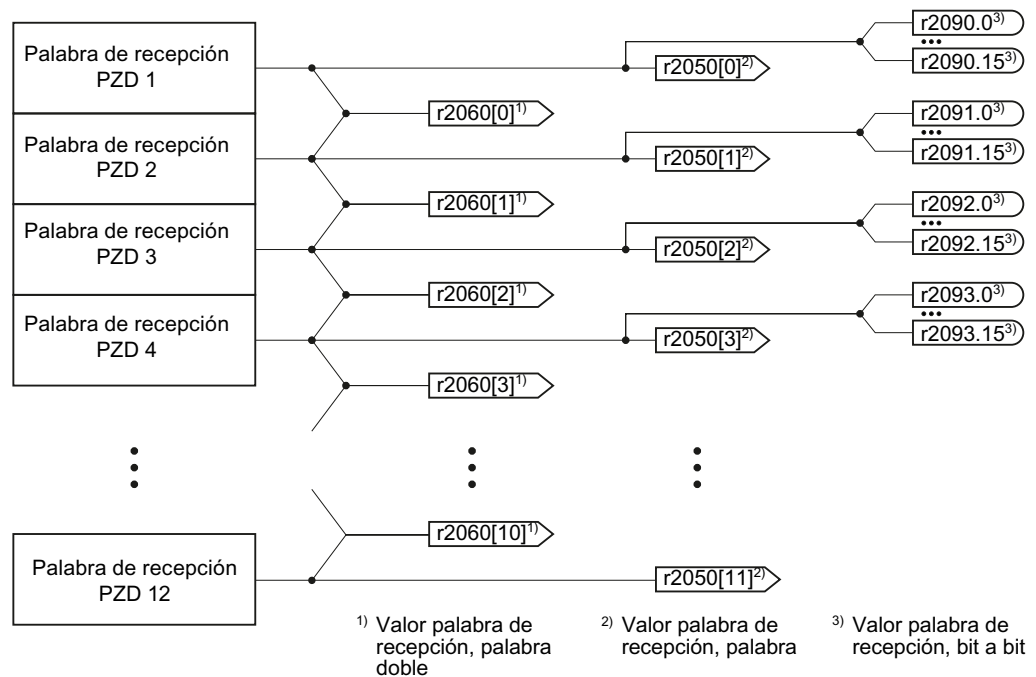 Palabra de recepción
PZD 1
Palabra de recepción
PZD 2
Palabra de recepción
PZD 3
Palabra de recepción
PZD 4
Palabra de recepción
PZD 12
r2060[0]1)
r2060[1]1)
r2060[2]1)
r2060[3]1)
r2060[10]1)
r2050[0]2)
r2050[1]2)
r2050[2]2)
r2050[3]2)
r2050[11]2)
r2090.03)
r2090.153)
r2091.03)
r2091.153)
r2092.03)
r2092.153)
r2093.03)
r2093.153)
1) Valor palabra de
recepción, palabra
doble
2) Valor palabra de
recepción, palabra
3) Valor palabra de
recepción, bit a bit